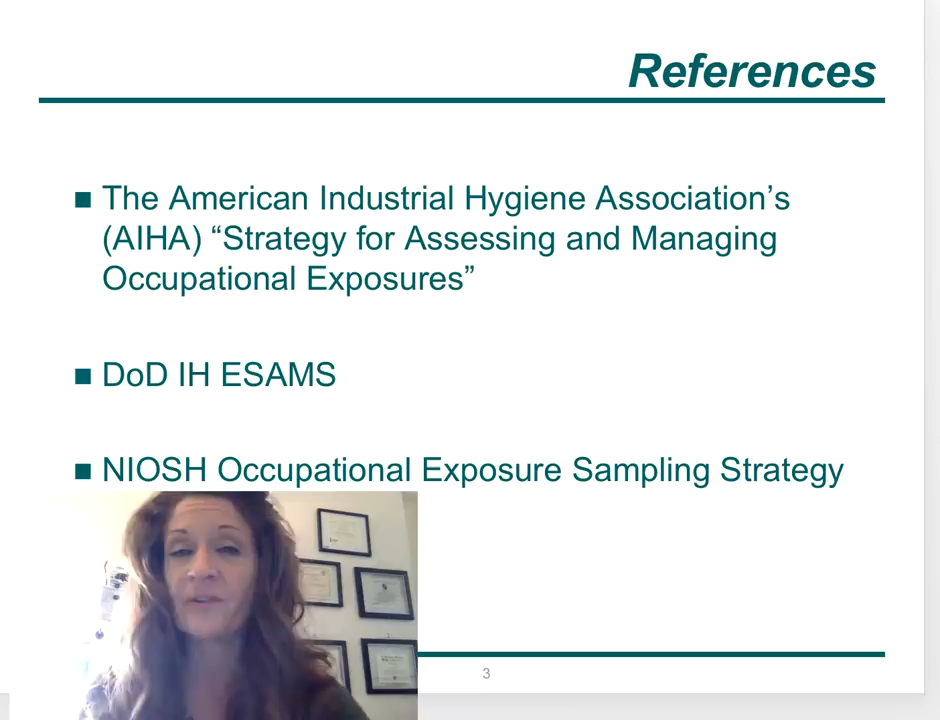 References
■ The American Industrial Hygiene Association’s
(AIHA) “Strategy for Assessing and Managing
Occupational Exposures”
■ DoD IH ESAMS
■ NIOSH Occupational Exposure Sampling Strategy
3